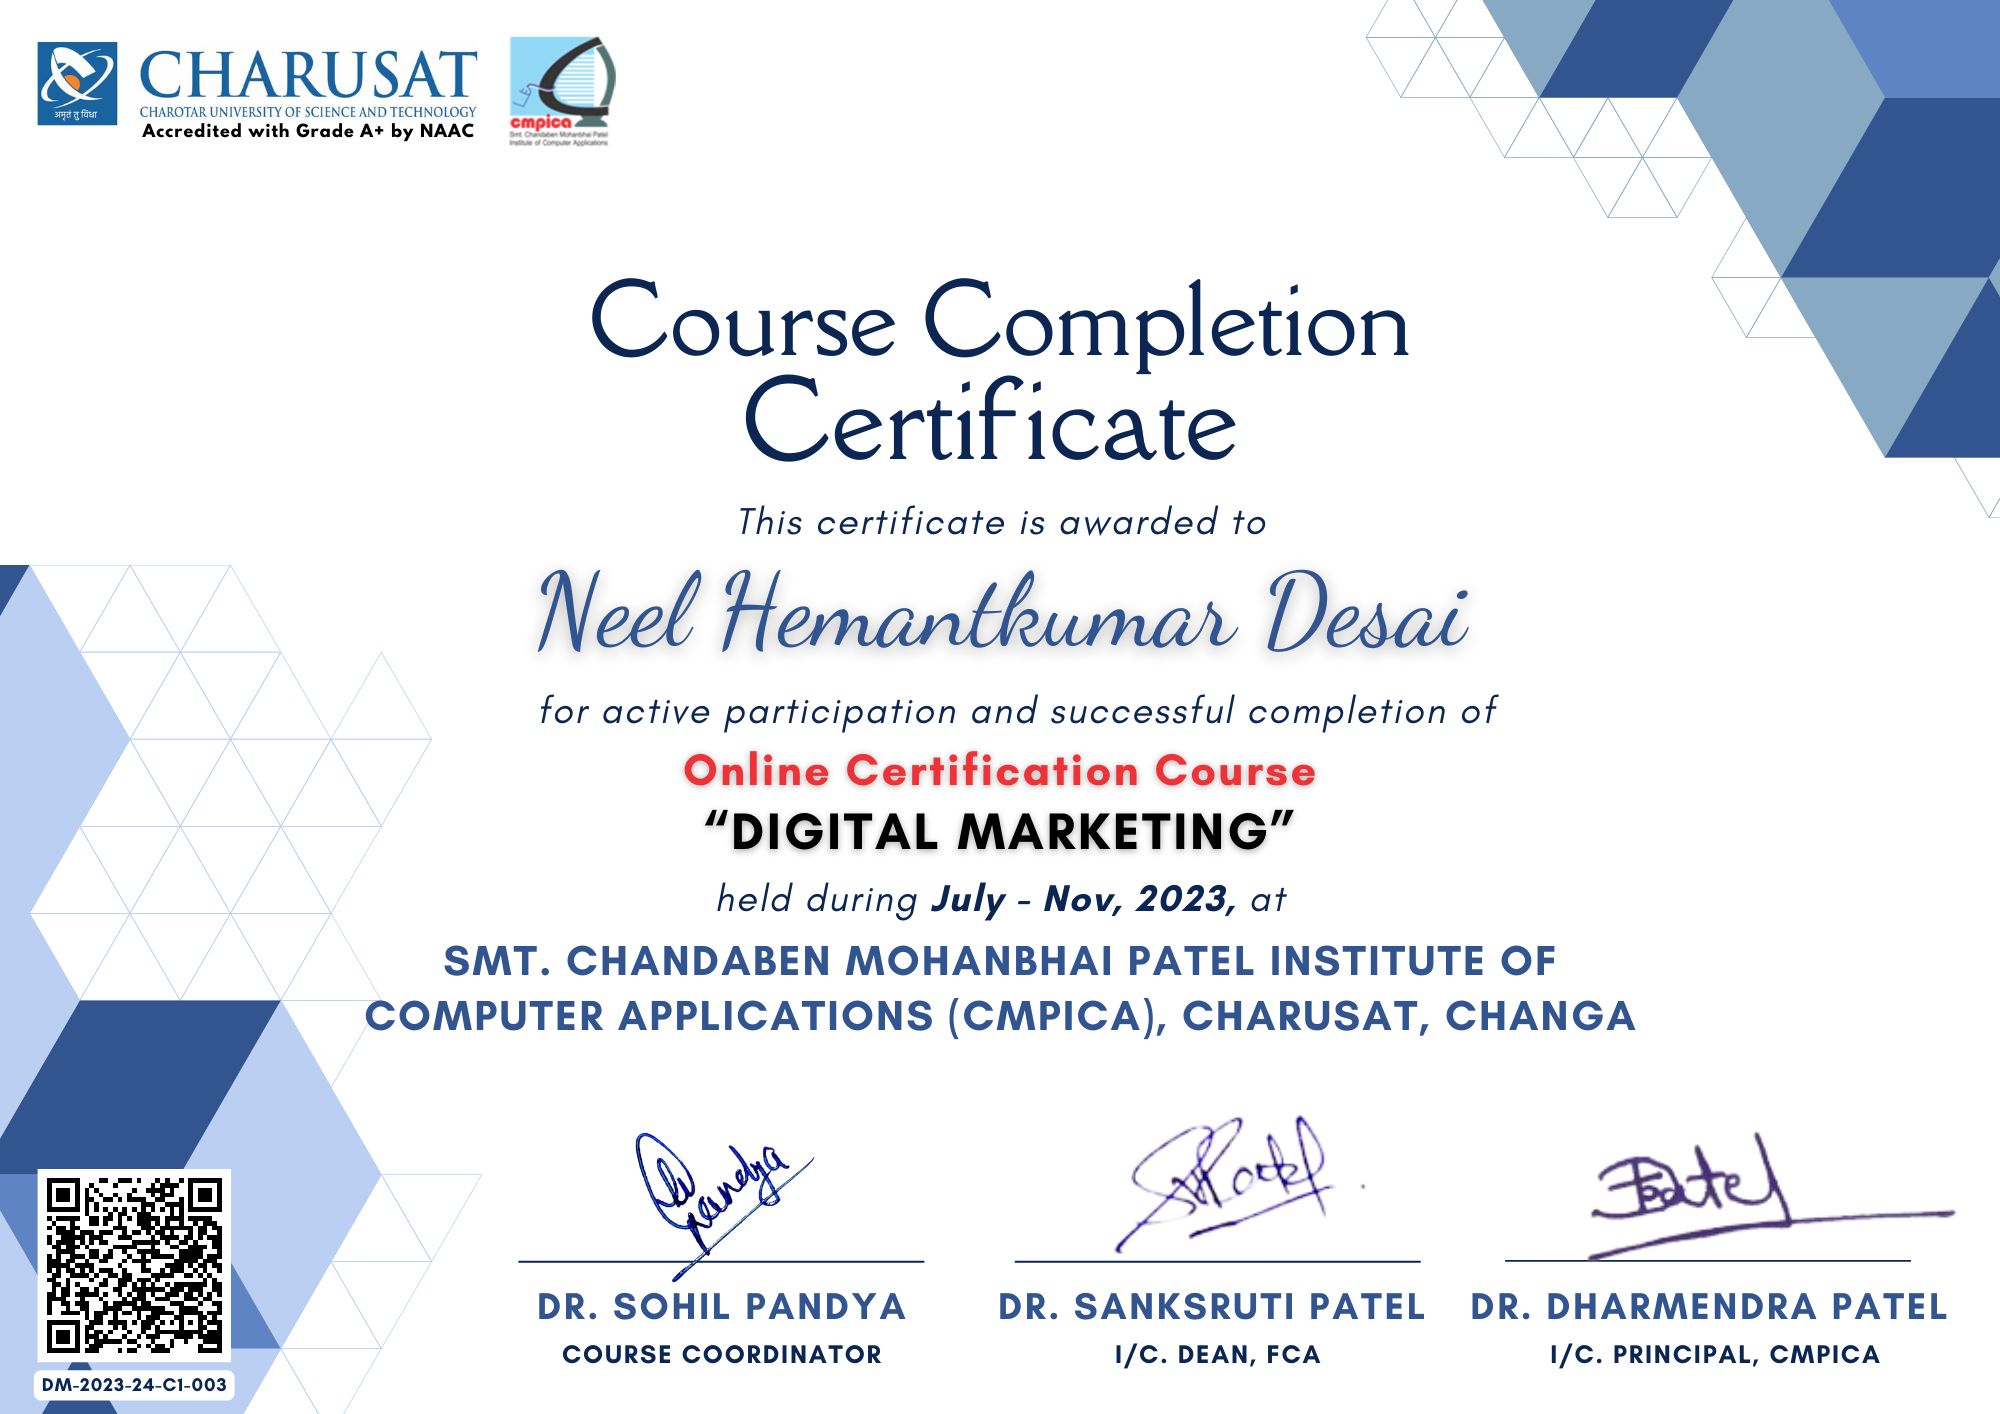 CHARUSAT
CHAROTAR UNIVERSITY OF SCIENCE AND TECHNOLOGY
Accredited with Grade A+ by NAAC
अमृतं तु विद्या
cmpica
Smt. Chandaben Mohanbhai Patel
Institute of Computer Applications
Course Completion
Certificate
This certificate is awarded to
Neel Hemantkumar Desai
for active participation and successful completion of
Online Certification Course
“DIGITAL MARKETING”
held during July - Nov, 2023, at
SMT. CHANDABEN MOHANBHAI PATEL INSTITUTE OF
COMPUTER APPLICATIONS (CMPICA), CHARUSAT, CHANGA
Pandya
Patel
Patel
DR. SOHIL PANDYA
DR. SANKSRUTI PATEL
DR. DHARMENDRA PATEL
COURSE COORDINATOR
I/C. DEAN, FCA
I/C. PRINCIPAL, CMPICA
DM-2023-24-C1-003